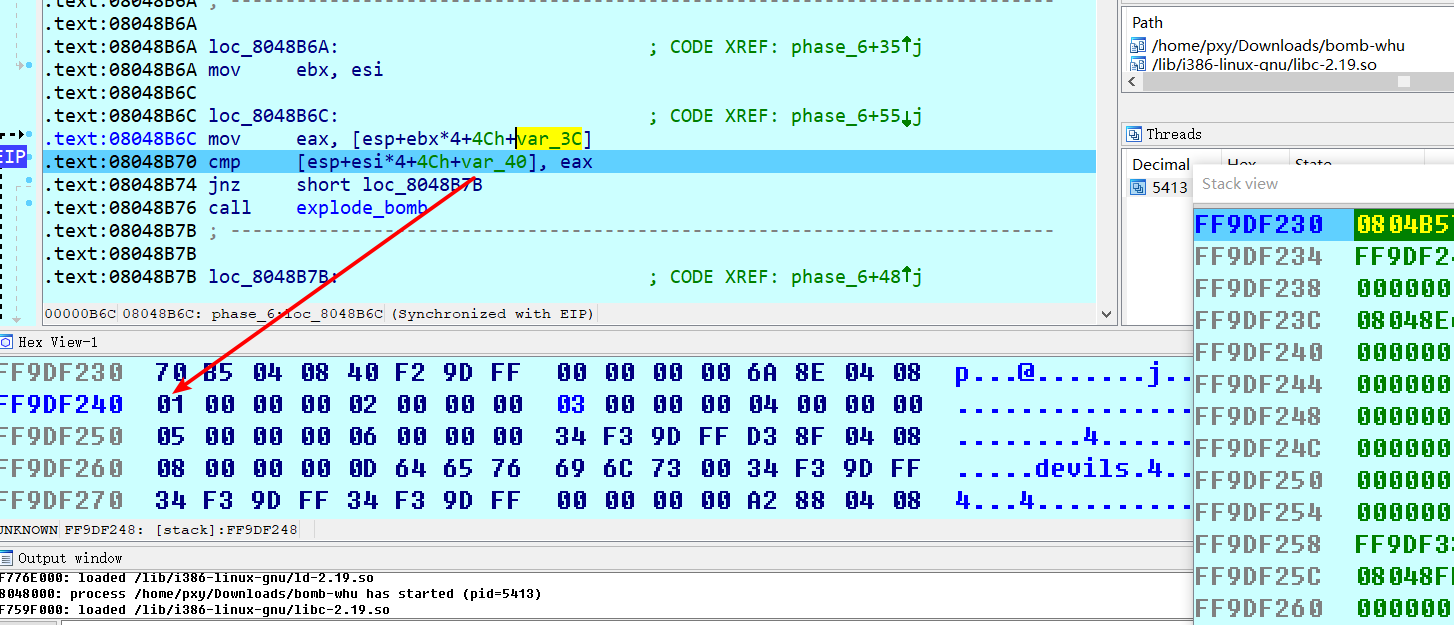 .text:08048B6A ; ---------------------------------------------------------------------------
.text:08048B6A
.text:08048B6A loc_8048B6A: ; CODE XREF: phase_6+35↑j
.text:08048B6A mov ebx, esi
.text:08048B6C
.text:08048B6C loc_8048B6C: ; CODE XREF: phase_6+55↓j
.text:08048B6C mov eax, [esp+ebx*4+4Ch+var_3C]
EIP .text:08048B70 cmp [esp+esi*4+4Ch+var_40], eax
.text:08048B74 jnz short loc_8048B7B
.text:08048B76 call explode_bomb
.text:08048B7B ; ---------------------------------------------------------------------------
.text:08048B7B
.text:08048B7B loc_8048B7B: ; CODE XREF: phase_6+48↑j
00000B6C 08048B6C: phase_6:loc_8048B6C (Synchronized with EIP)
Path
/home/pxy/Downloads/bomb-whu
/lib/i386-linux-gnu/libc-2.19.so
Threads
Decimal Hex State
5413
Stack view
FF9DF230 0804B5
FF9DF234 FF9DF2
FF9DF238 000000
FF9DF23C 08048E
FF9DF240 000000
FF9DF244 000000
FF9DF248 000000
FF9DF24C 000000
FF9DF250 000000
FF9DF254 000000
FF9DF258 FF9DF3
FF9DF25C 08048F
FF9DF260 000000
Hex View-1
FF9DF230 70 B5 04 08 40 F2 9D FF 00 00 00 00 6A 8E 04 08 p...@.......j..
FF9DF240 01 00 00 00 02 00 00 00 03 00 00 00 04 00 00 00 ...............
FF9DF250 05 00 00 00 06 00 00 00 34 F3 9D FF D3 8F 04 08 ........4......
FF9DF260 08 00 00 00 0D 64 65 76 69 6C 73 00 34 F3 9D FF .....devils.4..
FF9DF270 34 F3 9D FF 34 F3 9D FF 00 00 00 00 A2 88 04 08 4...4..........
UNKNOWN FF9DF248: [stack]:FF9DF248
Output window
F776E000: loaded /lib/i386-linux-gnu/ld-2.19.so
8048000: process /home/pxy/Downloads/bomb-whu has started (pid=5413)
F759F000: loaded /lib/i386-linux-gnu/libc-2.19.so